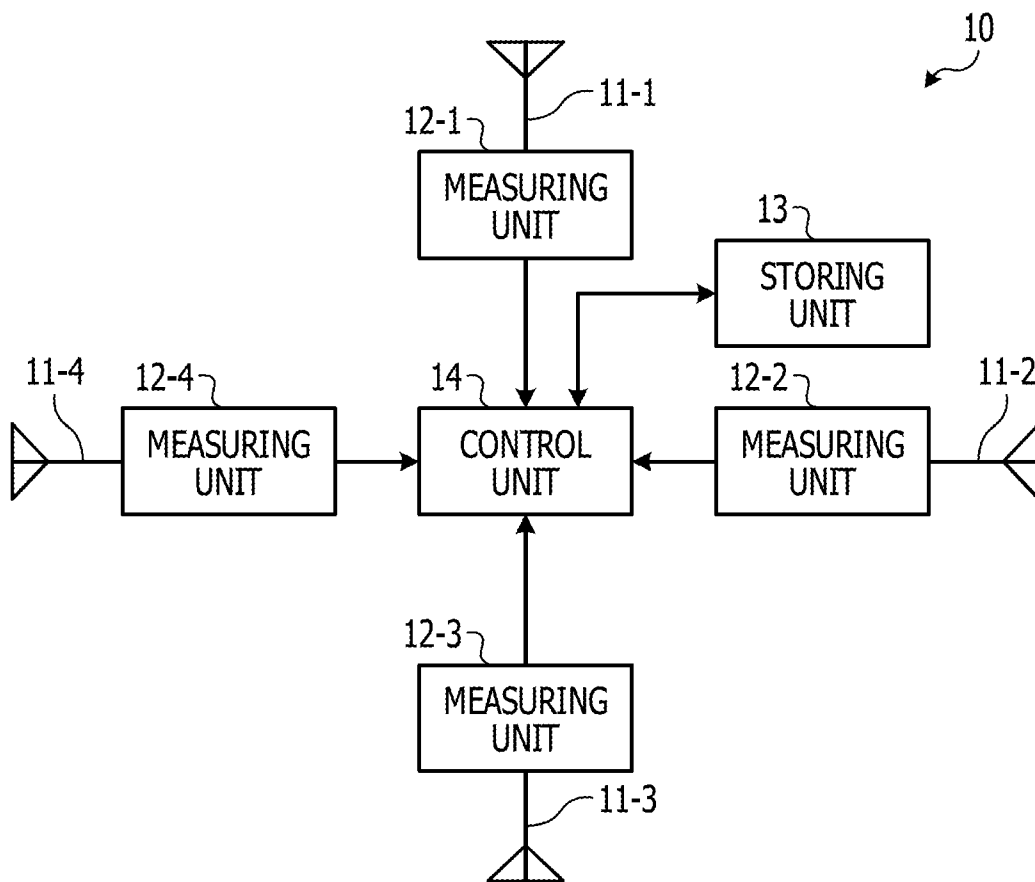 10
11-1
12-1
MEASURING
UNIT
13
STORING
UNIT
11-4
12-4
MEASURING
UNIT
14
CONTROL
UNIT
12-2
MEASURING
UNIT
11-2
12-3
MEASURING
UNIT
11-3